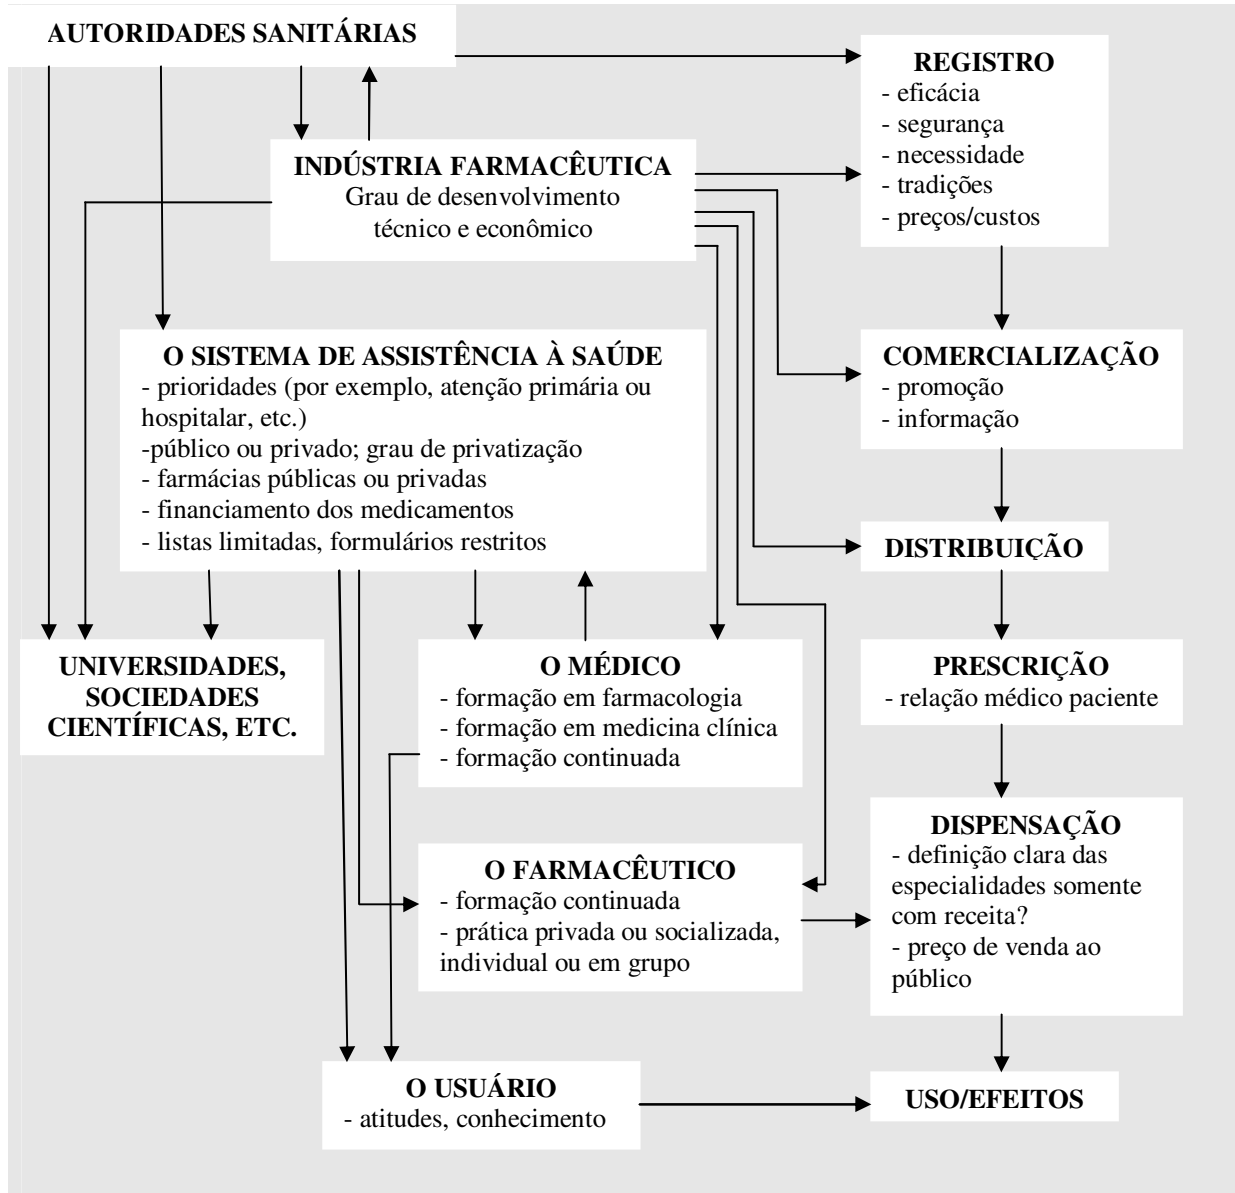 AUTORIDADES SANITÁRIAS
REGISTRO
- eficácia
- segurança
- necessidade
- tradições
- preços/custos
INDÚSTRIA FARMACÊUTICA
Grau de desenvolvimento
técnico e econômico
O SISTEMA DE ASSISTÊNCIA À SAÚDE
- prioridades (por exemplo, atenção primária ou
hospitalar, etc.)
-público ou privado; grau de privatização
- farmácias públicas ou privadas
- financiamento dos medicamentos
- listas limitadas, formulários restritos
COMERCIALIZAÇÃO
- promoção
- informação
DISTRIBUIÇÃO
UNIVERSIDADES,
SOCIEDADES
CIENTÍFICAS, ETC.
O MÉDICO
- formação em farmacologia
- formação em medicina clínica
- formação continuada
PRESCRIÇÃO
- relação médico paciente
O FARMACÊUTICO
- formação continuada
- prática privada ou socializada,
individual ou em grupo
DISPENSAÇÃO
- definição clara das
especialidades somente
com receita?
- preço de venda ao
público
O USUÁRIO
- atitudes, conhecimento
USO/EFEITOS